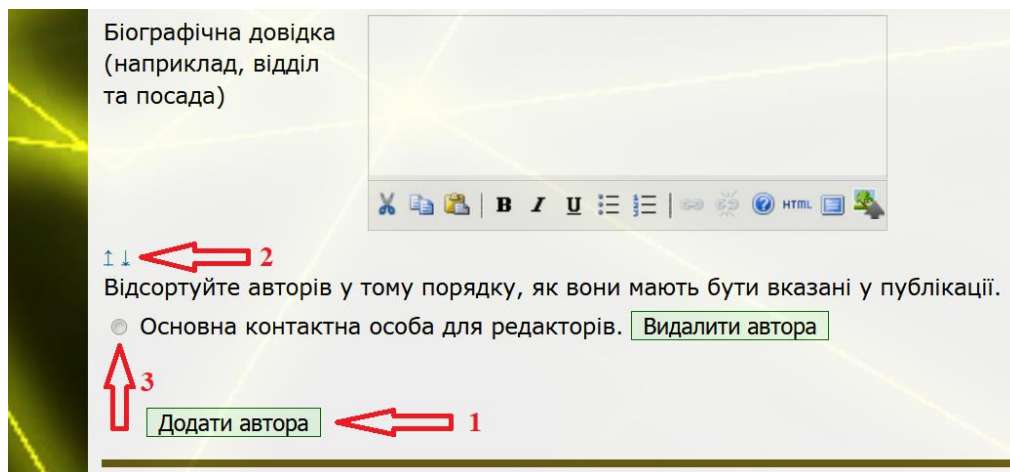 Біографічна довідка
(наприклад, відділ
та посада)
B I U HTML
↑ ↓ 2
Відсортуйте авторів у тому порядку, як вони мають бути вказані у публікації.
Основна контактна особа для редакторів. Видалити автора
3
Додати автора 1